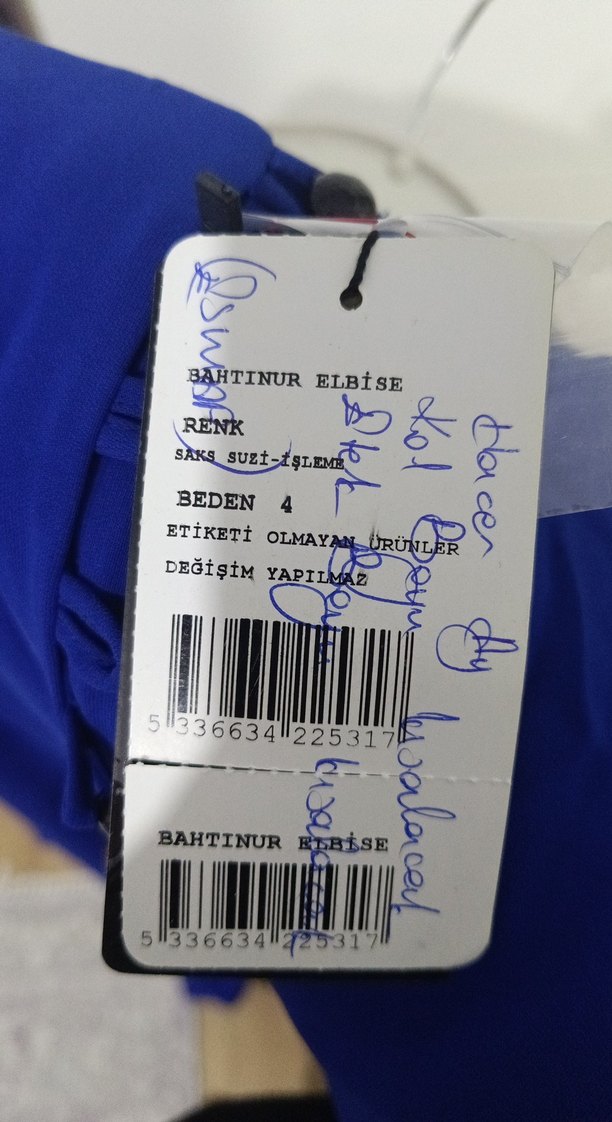 BAHTINUR ELBİSE
RENK
SAKS SUZİ-İŞLEME
BEDEN 4
ETİKETİ OLMAYAN ÜRÜNLER
DEĞİŞİM YAPILMAZ
5 336634 225317
BAHTINUR ELBİSE
5 336634 225317
Hacer Ay
Kol Boyu kısalacak
Etek Boyu kısalacak